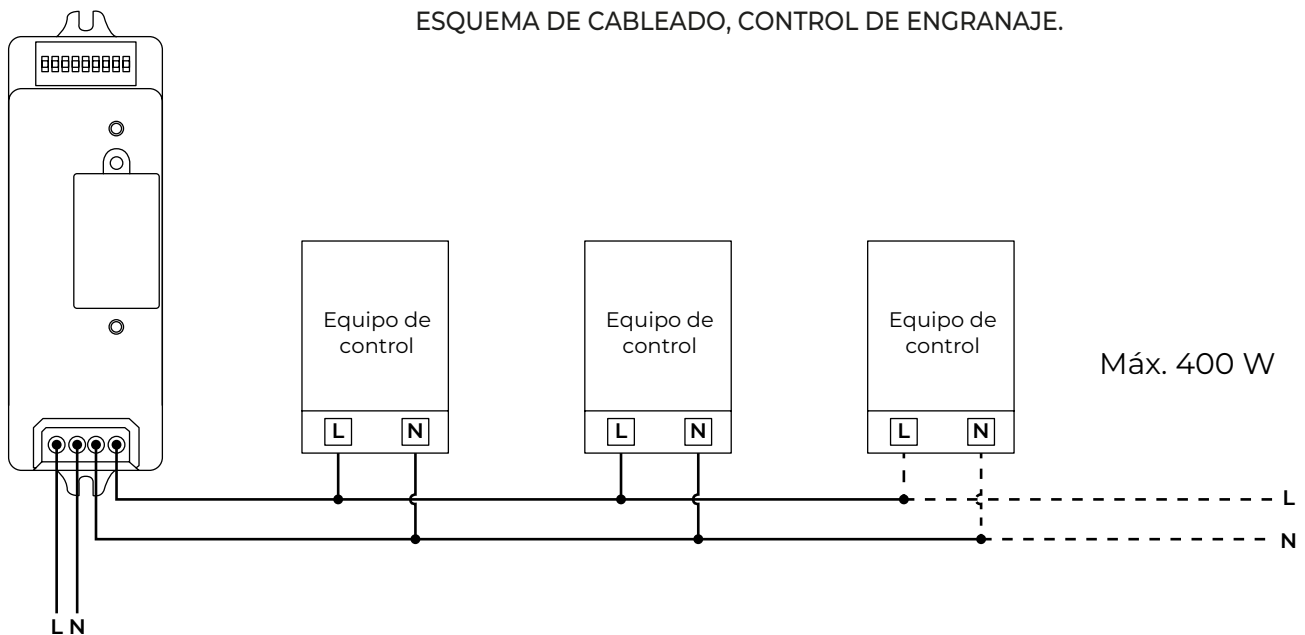 ESQUEMA DE CABLEADO, CONTROL DE ENGRANAJE.
Equipo de
control
Equipo de
control
Equipo de
control
Máx. 400 W
L N
L N
L N
L
N
L N